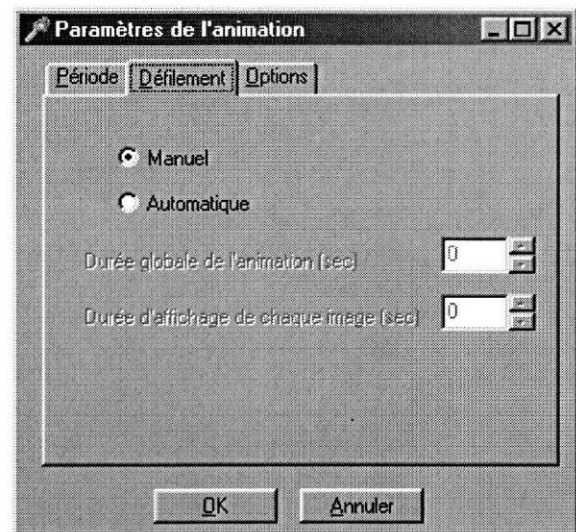 Paramètres de l'animation
Période Défilement Options
Manuel
Automatique
Durée globale de l'animation (sec) 0
Durée d'affichage de chaque image (sec) 0
OK Annuler